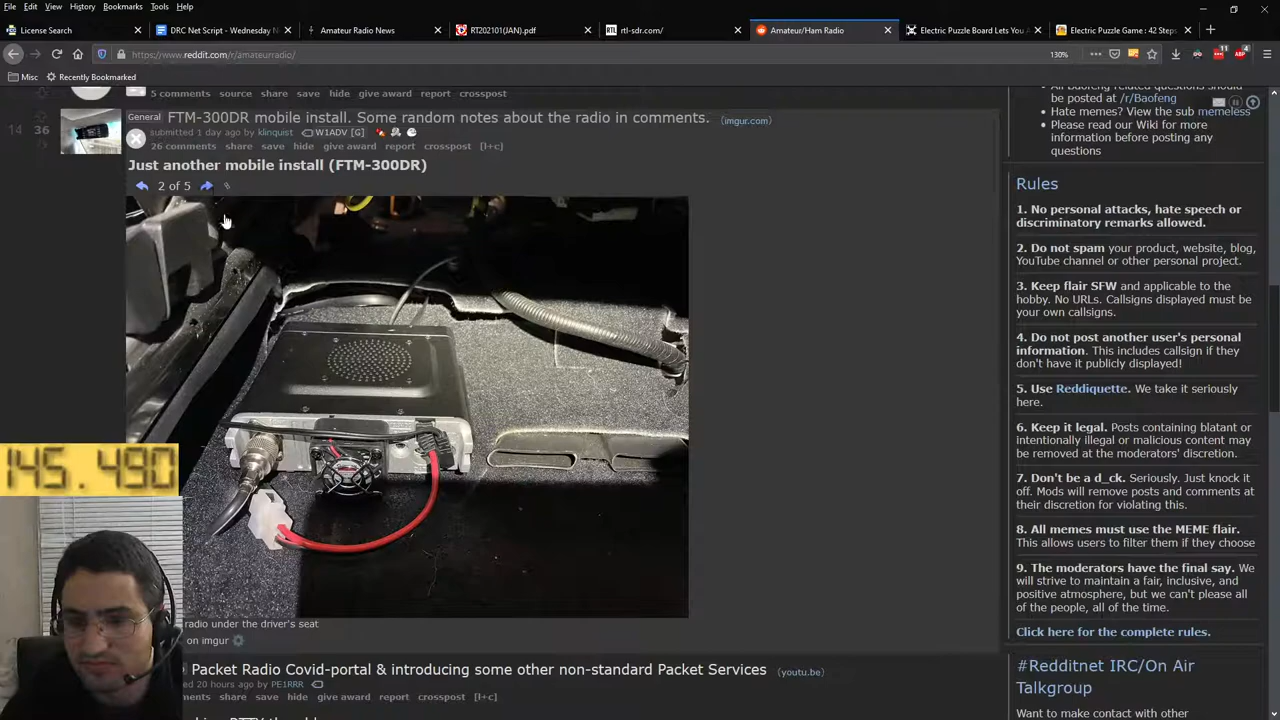 File Edit View History Bookmarks Tools Help
License Search
DRC Net Script - Wednesday N
Amateur Radio News
RT202101(JAN).pdf
rtl-sdr.com/
Amateur/Ham Radio
Electric Puzzle Board Lets You A
Electric Puzzle Game : 42 Steps
https://www.reddit.com/r/amateurradio/
130%
11
4
Misc
Recently Bookmarked
5 comments source share save hide give award report crosspost
14 36
General FTM-300DR mobile install. Some random notes about the radio in comments. (imgur.com)
submitted 1 day ago by klinquist W1ADV [G]
26 comments share save hide give award report crosspost [l+c]
Just another mobile install (FTM-300DR)
2 of 5
radio under the driver's seat
on imgur
Packet Radio Covid-portal & introducing some other non-standard Packet Services (youtu.be)
d 20 hours ago by PE1RRR
ments share save hide give award report crosspost [l+c]
145.490
All Baofeng related questions should
be posted at /r/Baofeng
Hate memes? View the sub memeless
Please read our Wiki for more
information before posting any
questions
Rules
1. No personal attacks, hate speech or
discriminatory remarks allowed.
2. Do not spam your product, website, blog,
YouTube channel or other personal project.
3. Keep flair SFW and applicable to the
hobby. No URLs. Callsigns displayed must be
your own callsigns.
4. Do not post another user's personal
information. This includes callsign if they
don't have it publicly displayed!
5. Use Reddiquette. We take it seriously
here.
6. Keep it legal. Posts containing blatant or
intentionally illegal or malicious content may
be removed at the moderators' discretion.
7. Don't be a d_ck. Seriously. Just knock it
off. Mods will remove posts and comments at
their discretion for violating this.
8. All memes must use the MEME flair.
This allows users to filter them if they choose
9. The moderators have the final say. We
will strive to maintain a fair, inclusive, and
positive atmosphere, but we can't please all
of the people, all of the time.
Click here for the complete rules.
#Redditnet IRC/On Air
Talkgroup
Want to make contact with other